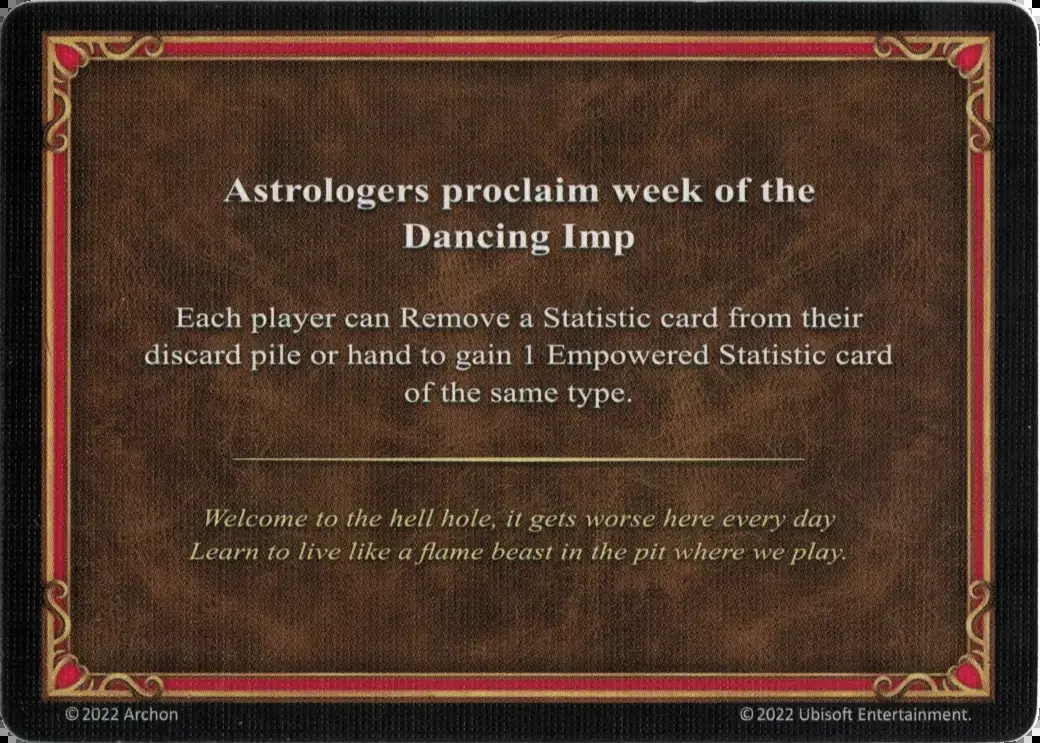 Astrologers proclaim week of the
Dancing Imp
Each player can Remove a Statistic card from their
discard pile or hand to gain 1 Empowered Statistic card
of the same type.
Welcome to the hell hole, it gets worse here every day
Learn to live like a flame beast in the pit where we play.
©2022 Archon
©2022 Ubisoft Entertainment.